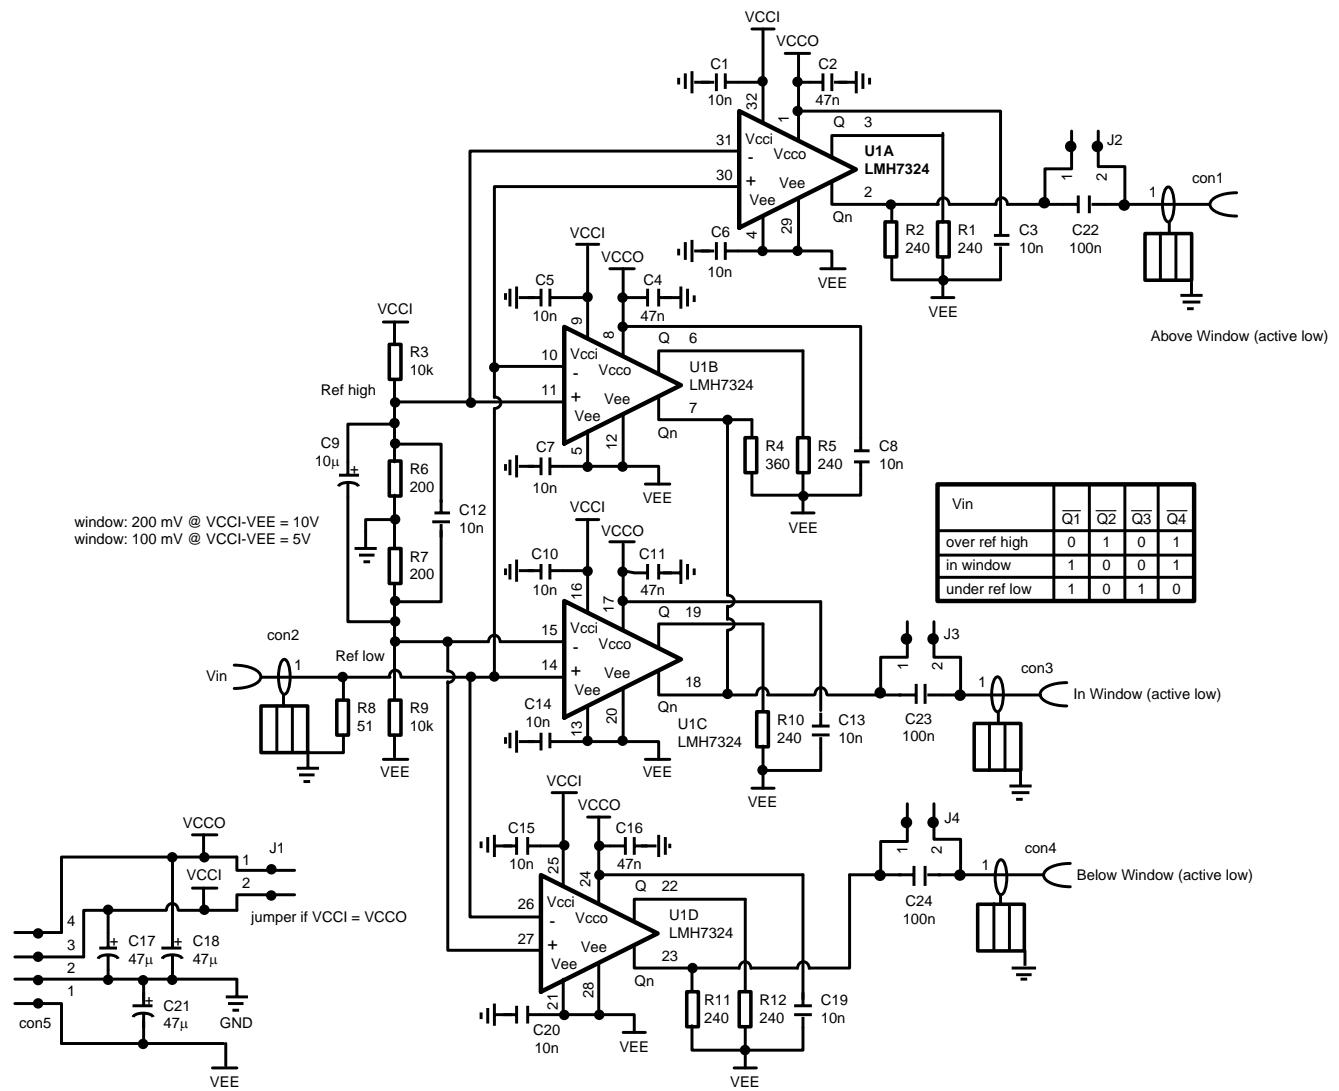 VCCI
VCCO
C1
10n
C2
47n
32
1
Q 3
31
Vcci
-
Vcco
U1A
LMH7324
30
+
Vee
Vee
2
Qn
4
29
C6
10n
VEE
R2
240
R1
240
C3
10n
VEE
J2
1
2
C22
100n
1
con1
Above Window (active low)
VCCI
VCCO
C5
10n
C4
47n
9
8
Q 6
10
Vcci
-
Vcco
U1B
LMH7324
11
+
Vee
Vee
7
Qn
5
12
C7
10n
VEE
R4
360
R5
240
C8
10n
VEE
VCCI
R3
10k
Ref high
C9
10μ
+
R6
200
C12
10n
R7
200
window: 200 mV @ VCCI-VEE = 10V
window: 100 mV @ VCCI-VEE = 5V
Vin
Q1 Q2 Q3 Q4
over ref high 0 1 0 1
in window 1 0 0 1
under ref low 1 0 1 0
VCCI
VCCO
C10
10n
C11
47n
16
17
Q 19
15
Vcci
-
Vcco
14
+
Vee
Vee
18
Qn
U1C
LMH7324
13
20
C14
10n
VEE
R10
240
C13
10n
VEE
con2
1
Vin
Ref low
R8
51
R9
10k
VEE
J3
1
2
C23
100n
1
con3
In Window (active low)
VCCI
VCCO
C15
10n
C16
47n
25
24
Q 22
26
Vcci
-
Vcco
U1D
LMH7324
27
+
Vee
Vee
23
Qn
21
28
C20
10n
VEE
R11
240
R12
240
C19
10n
VEE
J4
1
2
C24
100n
1
con4
Below Window (active low)
VCCO
J1
1
VCCI
2
jumper if VCCI = VCCO
4
3
2
1
con5
+
C17
47μ
+
C18
47μ
+
C21
47μ
GND
VEE